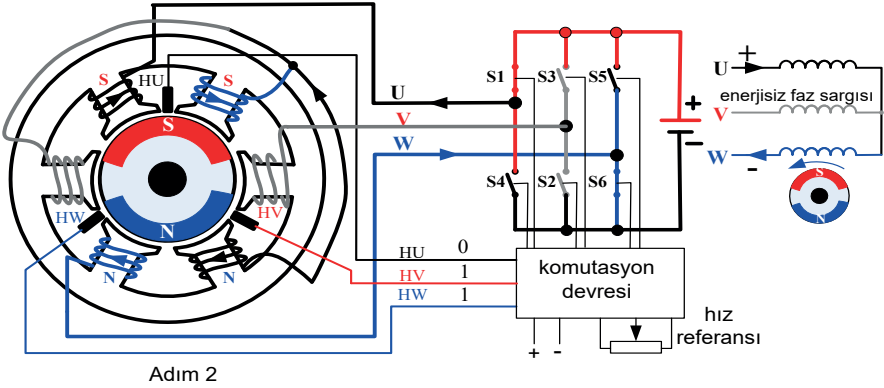 S
HU
S
S
HV
HW
N
N
N
U
V
W
S1
S3
S5
S4
S2
S6
+
-
HU 0
HV 1
HW 1
komutasyon
devresi
+ -
hız
referansı
U +
enerjisiz faz sargısı
V
W -
S
N
Adım 2